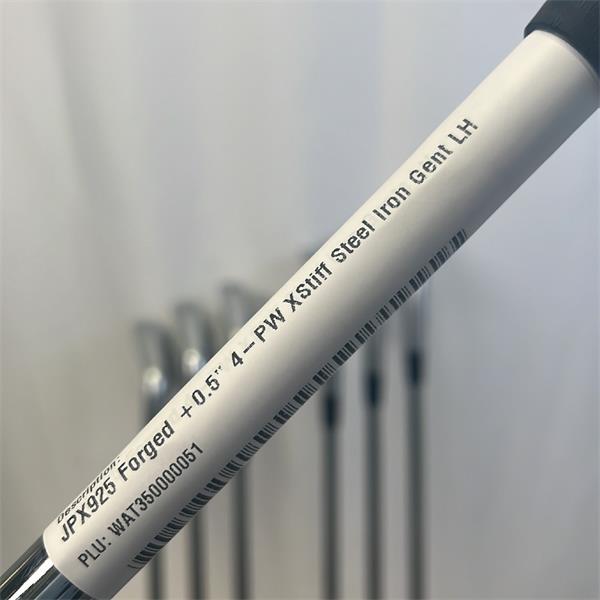 Description:
JPX925 Forged +0.5" 4-PW XStiff Steel Iron Gent LH
PLU: WAT350000051